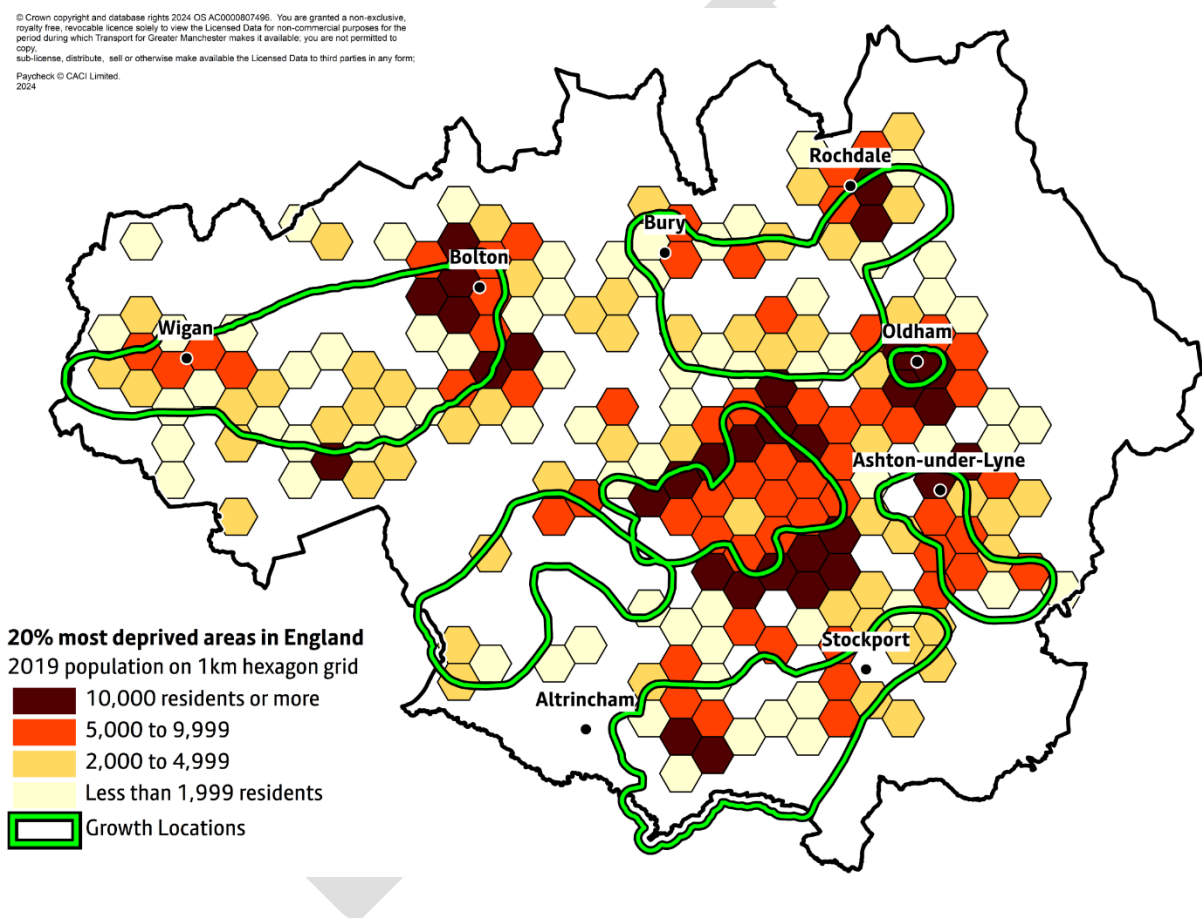 © Crown copyright and database rights 2024 OS AC0000807496. You are granted a non-exclusive,
royalty free, revocable licence solely to view the Licensed Data for non-commercial purposes for the
period during which Transport for Greater Manchester makes it available; you are not permitted to
copy,
sub-license, distribute, sell or otherwise make available the Licensed Data to third parties in any form;
Paycheck © CACI Limited.
2024
Rochdale
Bury
Bolton
Wigan
Oldham
Ashton-under-Lyne
Stockport
Altrincham
20% most deprived areas in England
2019 population on 1km hexagon grid
10,000 residents or more
5,000 to 9,999
2,000 to 4,999
Less than 1,999 residents
Growth Locations